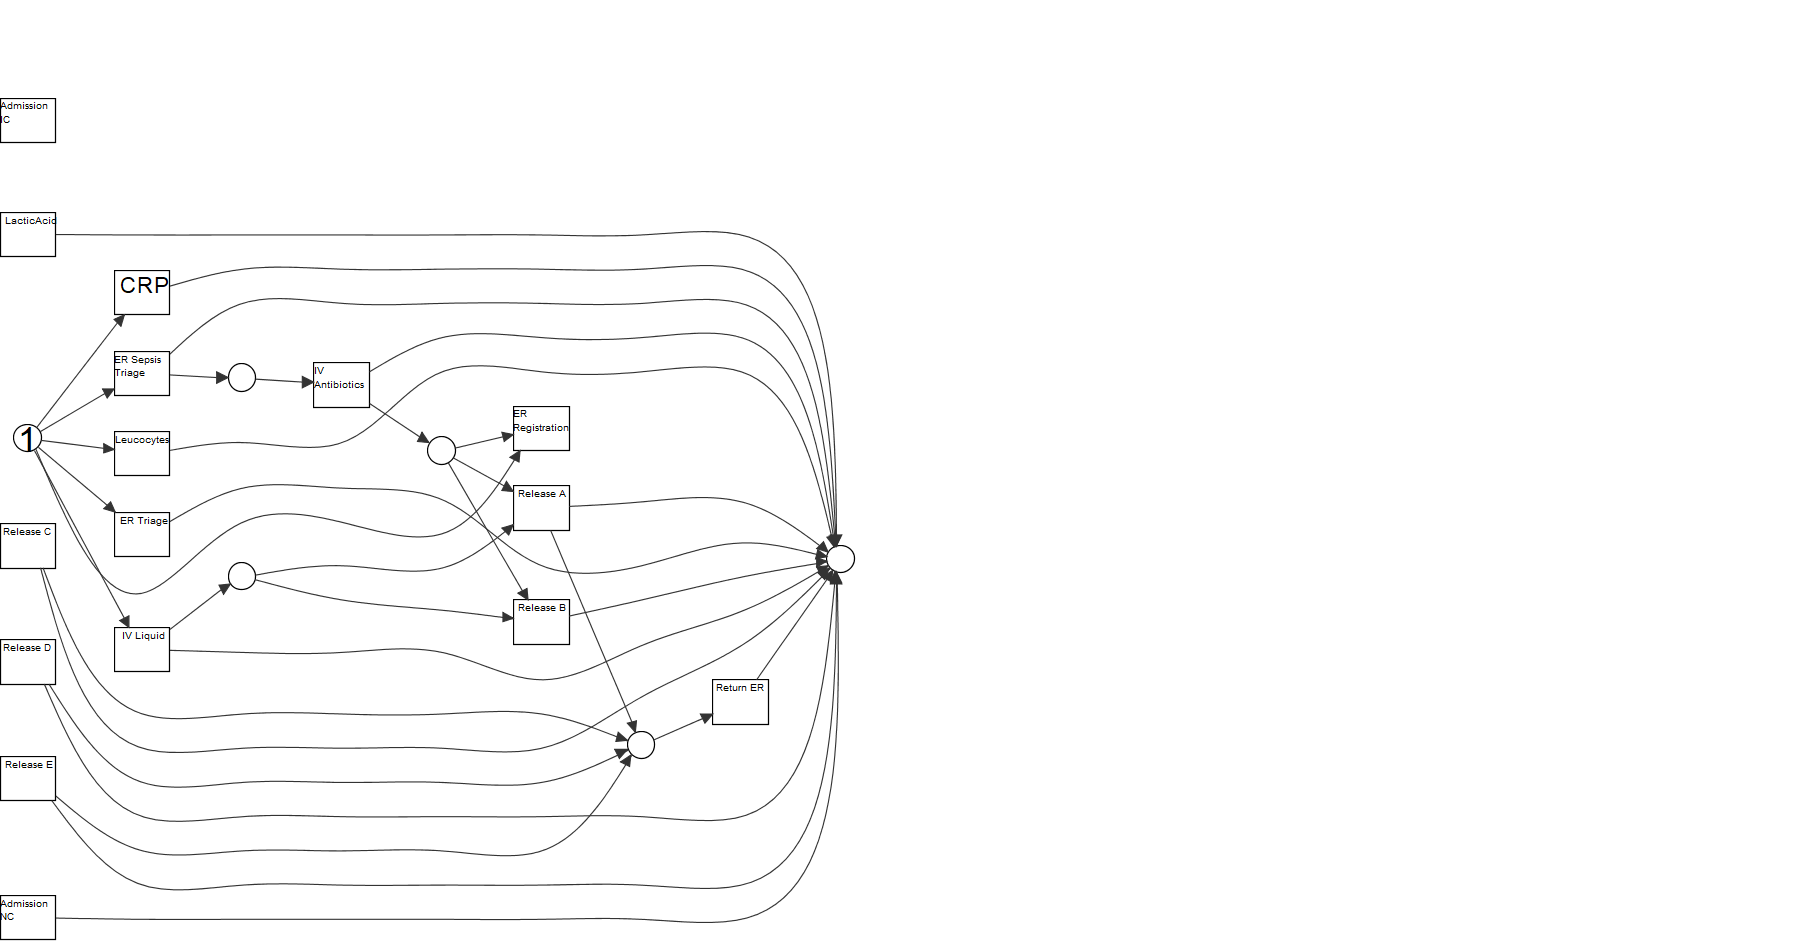 Admission
IC
LacticAcid
CRP
ER Sepsis
Triage
IV
Antibiotics
ER
Registration
1
Leucocytes
Release A
ER Triage
Release C
Release B
IV Liquid
Release D
Return ER
Release E
Admission
NC